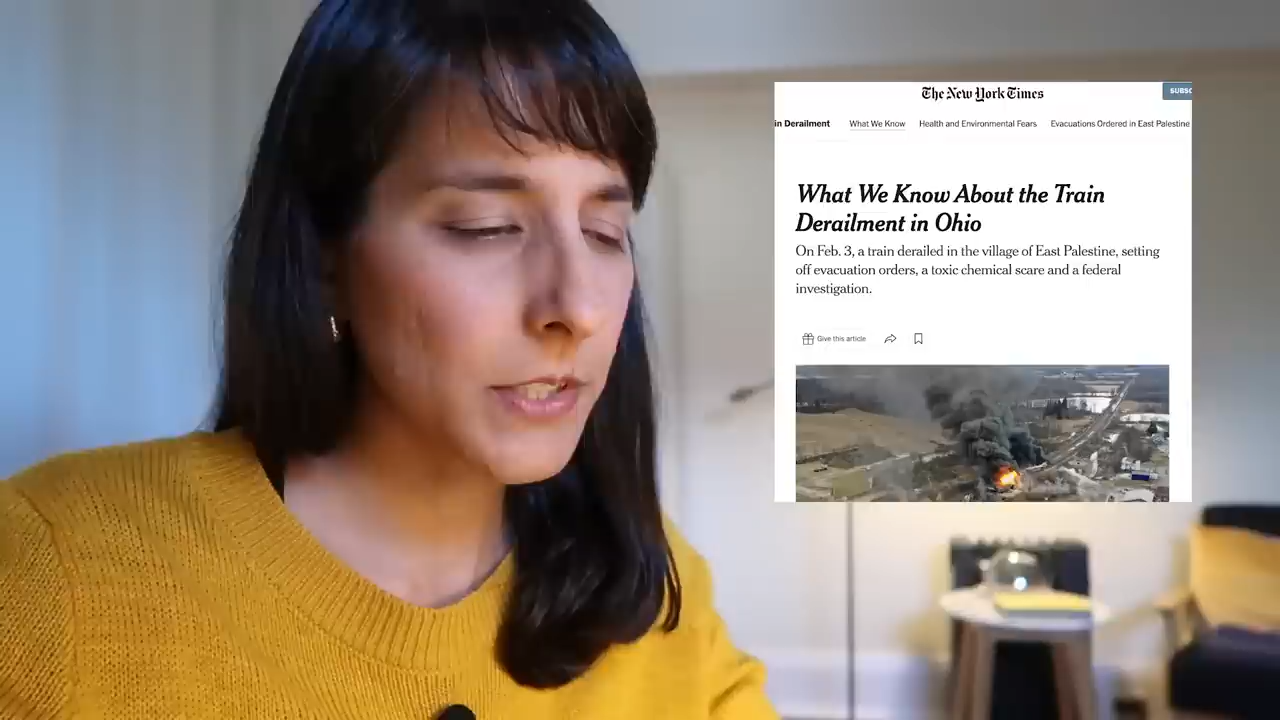 The New York Times
SUBSC
in Derailment What We Know Health and Environmental Fears Evacuations Ordered in East Palestine
What We Know About the Train
Derailment in Ohio
On Feb. 3, a train derailed in the village of East Palestine, setting
off evacuation orders, a toxic chemical scare and a federal
investigation.
Give this article